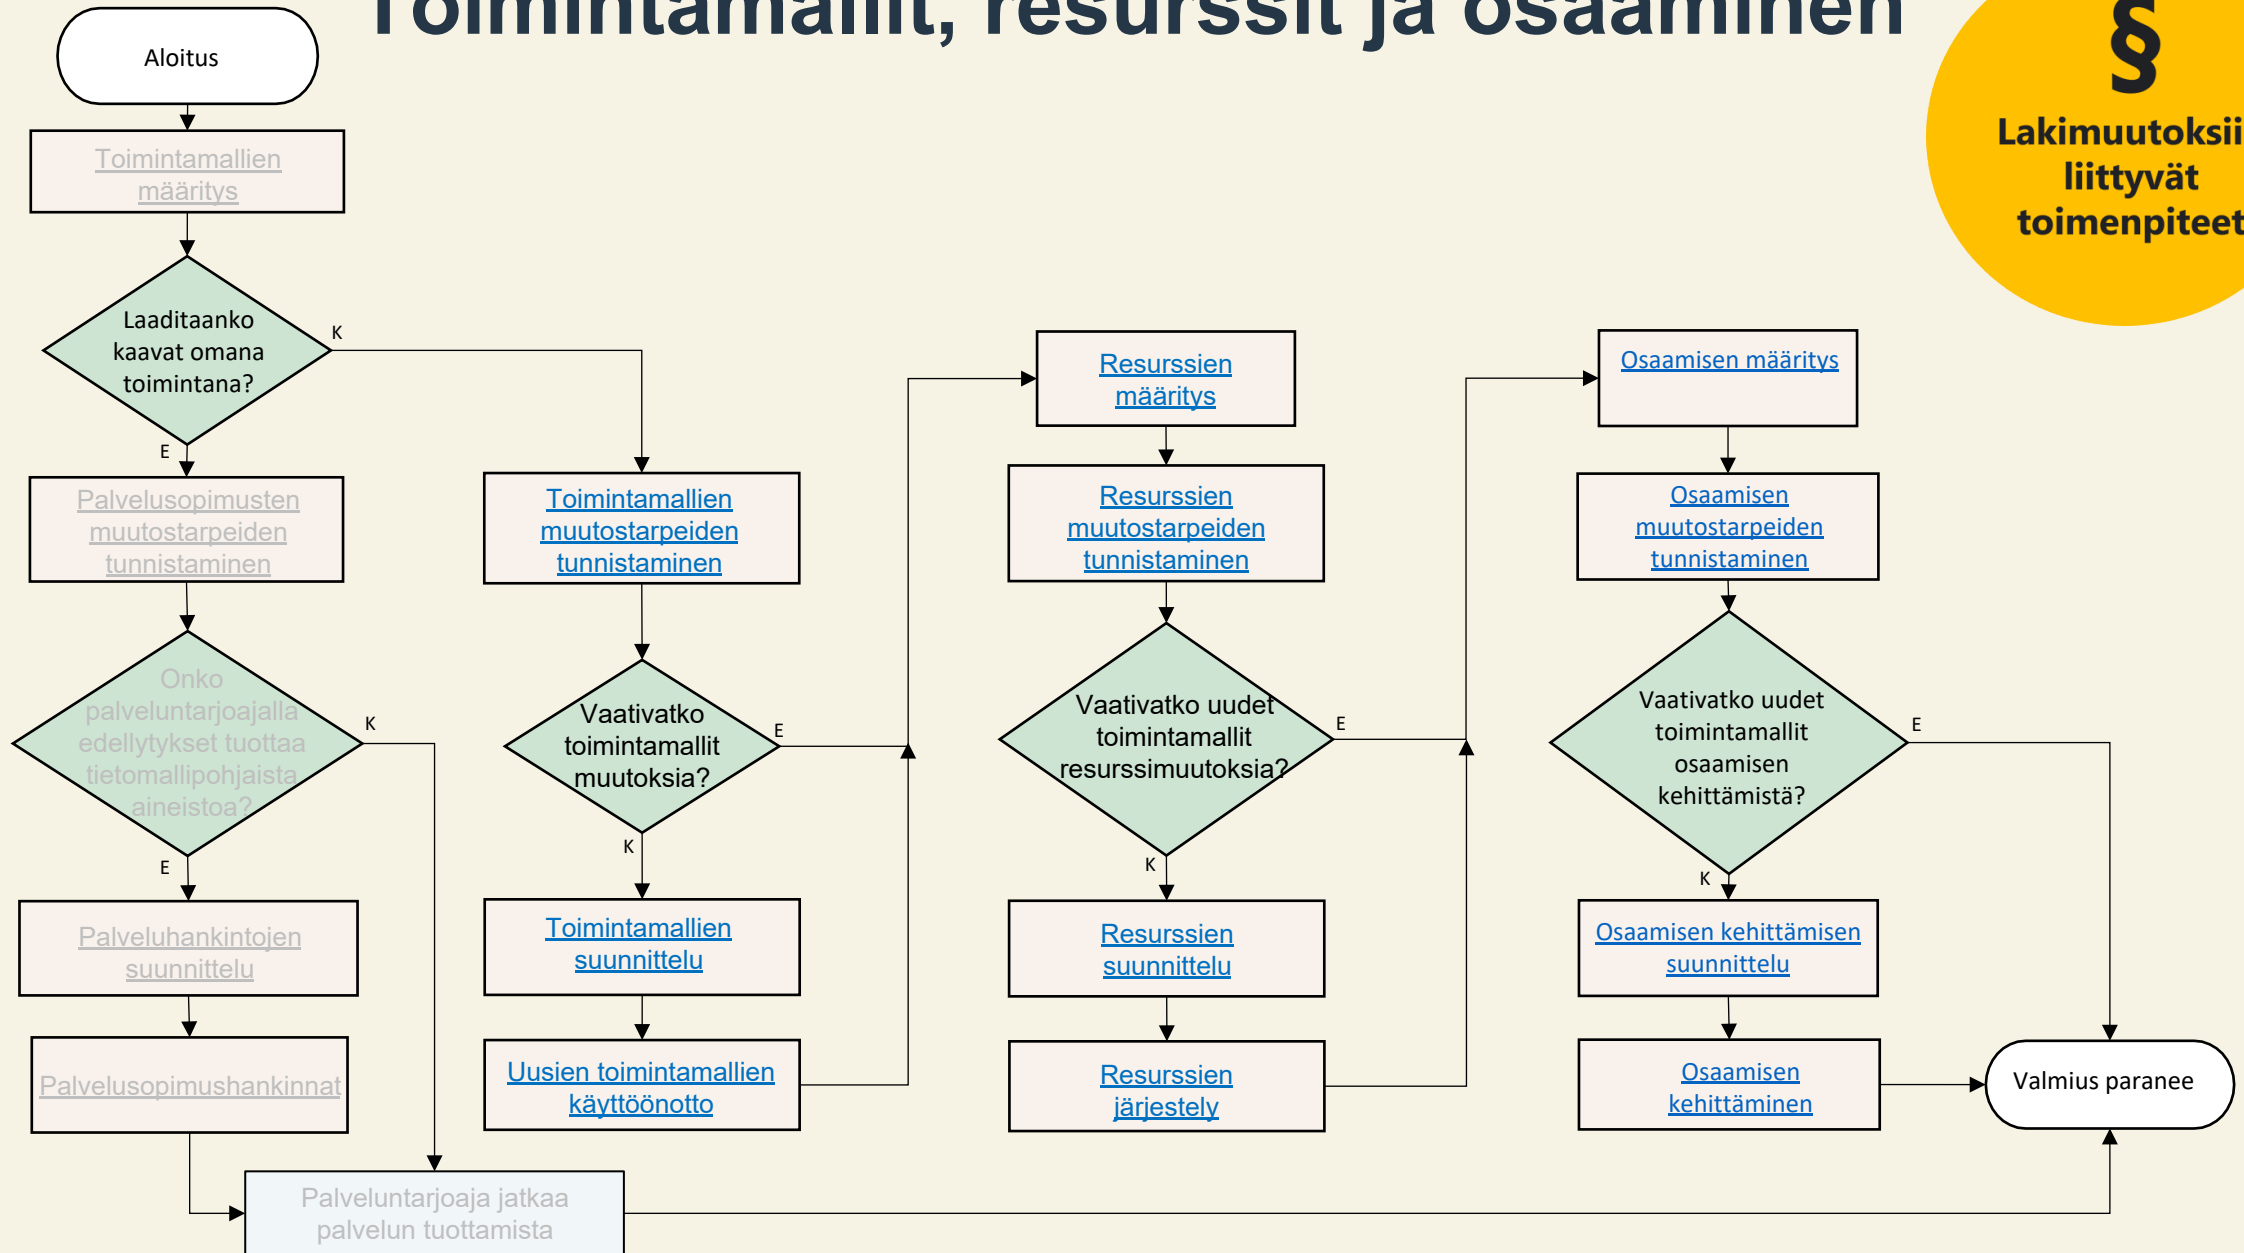 Toimintamallit, resurssit ja osaaminen
§
Lakimuutoksii
liittyvät
toimenpiteet
Aloitus
Toimintamallien
määritys
Laaditaanko
kaavat omana
toimintana?
K
E
Palvelusopimusten
muutostarpeiden
tunnistaminen
Onko
palveluntarjoajalla
edellytykset tuottaa
tietomallipohjaista
aineistoa?
K
E
Palveluhankintojen
suunnittelu
Palvelusopimushankinnat
Palveluntarjoaja jatkaa
palvelun tuottamista
Toimintamallien
muutostarpeiden
tunnistaminen
Vaativatko
toimintamallit
muutoksia?
E
K
Toimintamallien
suunnittelu
Uusien toimintamallien
käyttöönotto
Resurssien
määritys
Resurssien
muutostarpeiden
tunnistaminen
Vaativatko uudet
toimintamallit
resurssimuutoksia?
E
K
Resurssien
suunnittelu
Resurssien
järjestely
Osaamisen määritys
Osaamisen
muutostarpeiden
tunnistaminen
Vaativatko uudet
toimintamallit
osaamisen
kehittämistä?
E
K
Osaamisen kehittämisen
suunnittelu
Osaamisen
kehittäminen
Valmius paranee